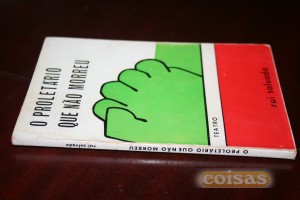 O PROLETÁRIO
QUE NÃO MORREU
TEATRO
rui salvada
rui salvada O PROLETÁRIO QUE NÃO MORREU
coisas